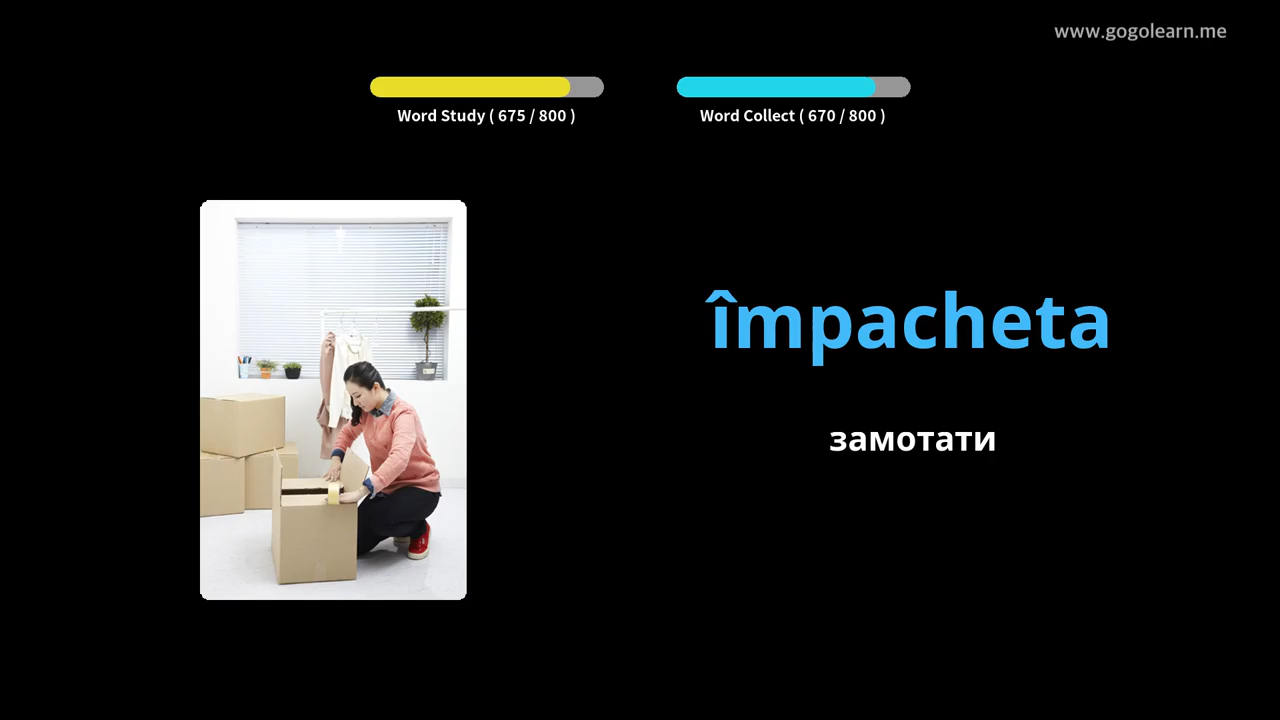 www.gogolearn.me
Word Study ( 675 / 800 )
Word Collect ( 670 / 800 )
împacheta
замотати